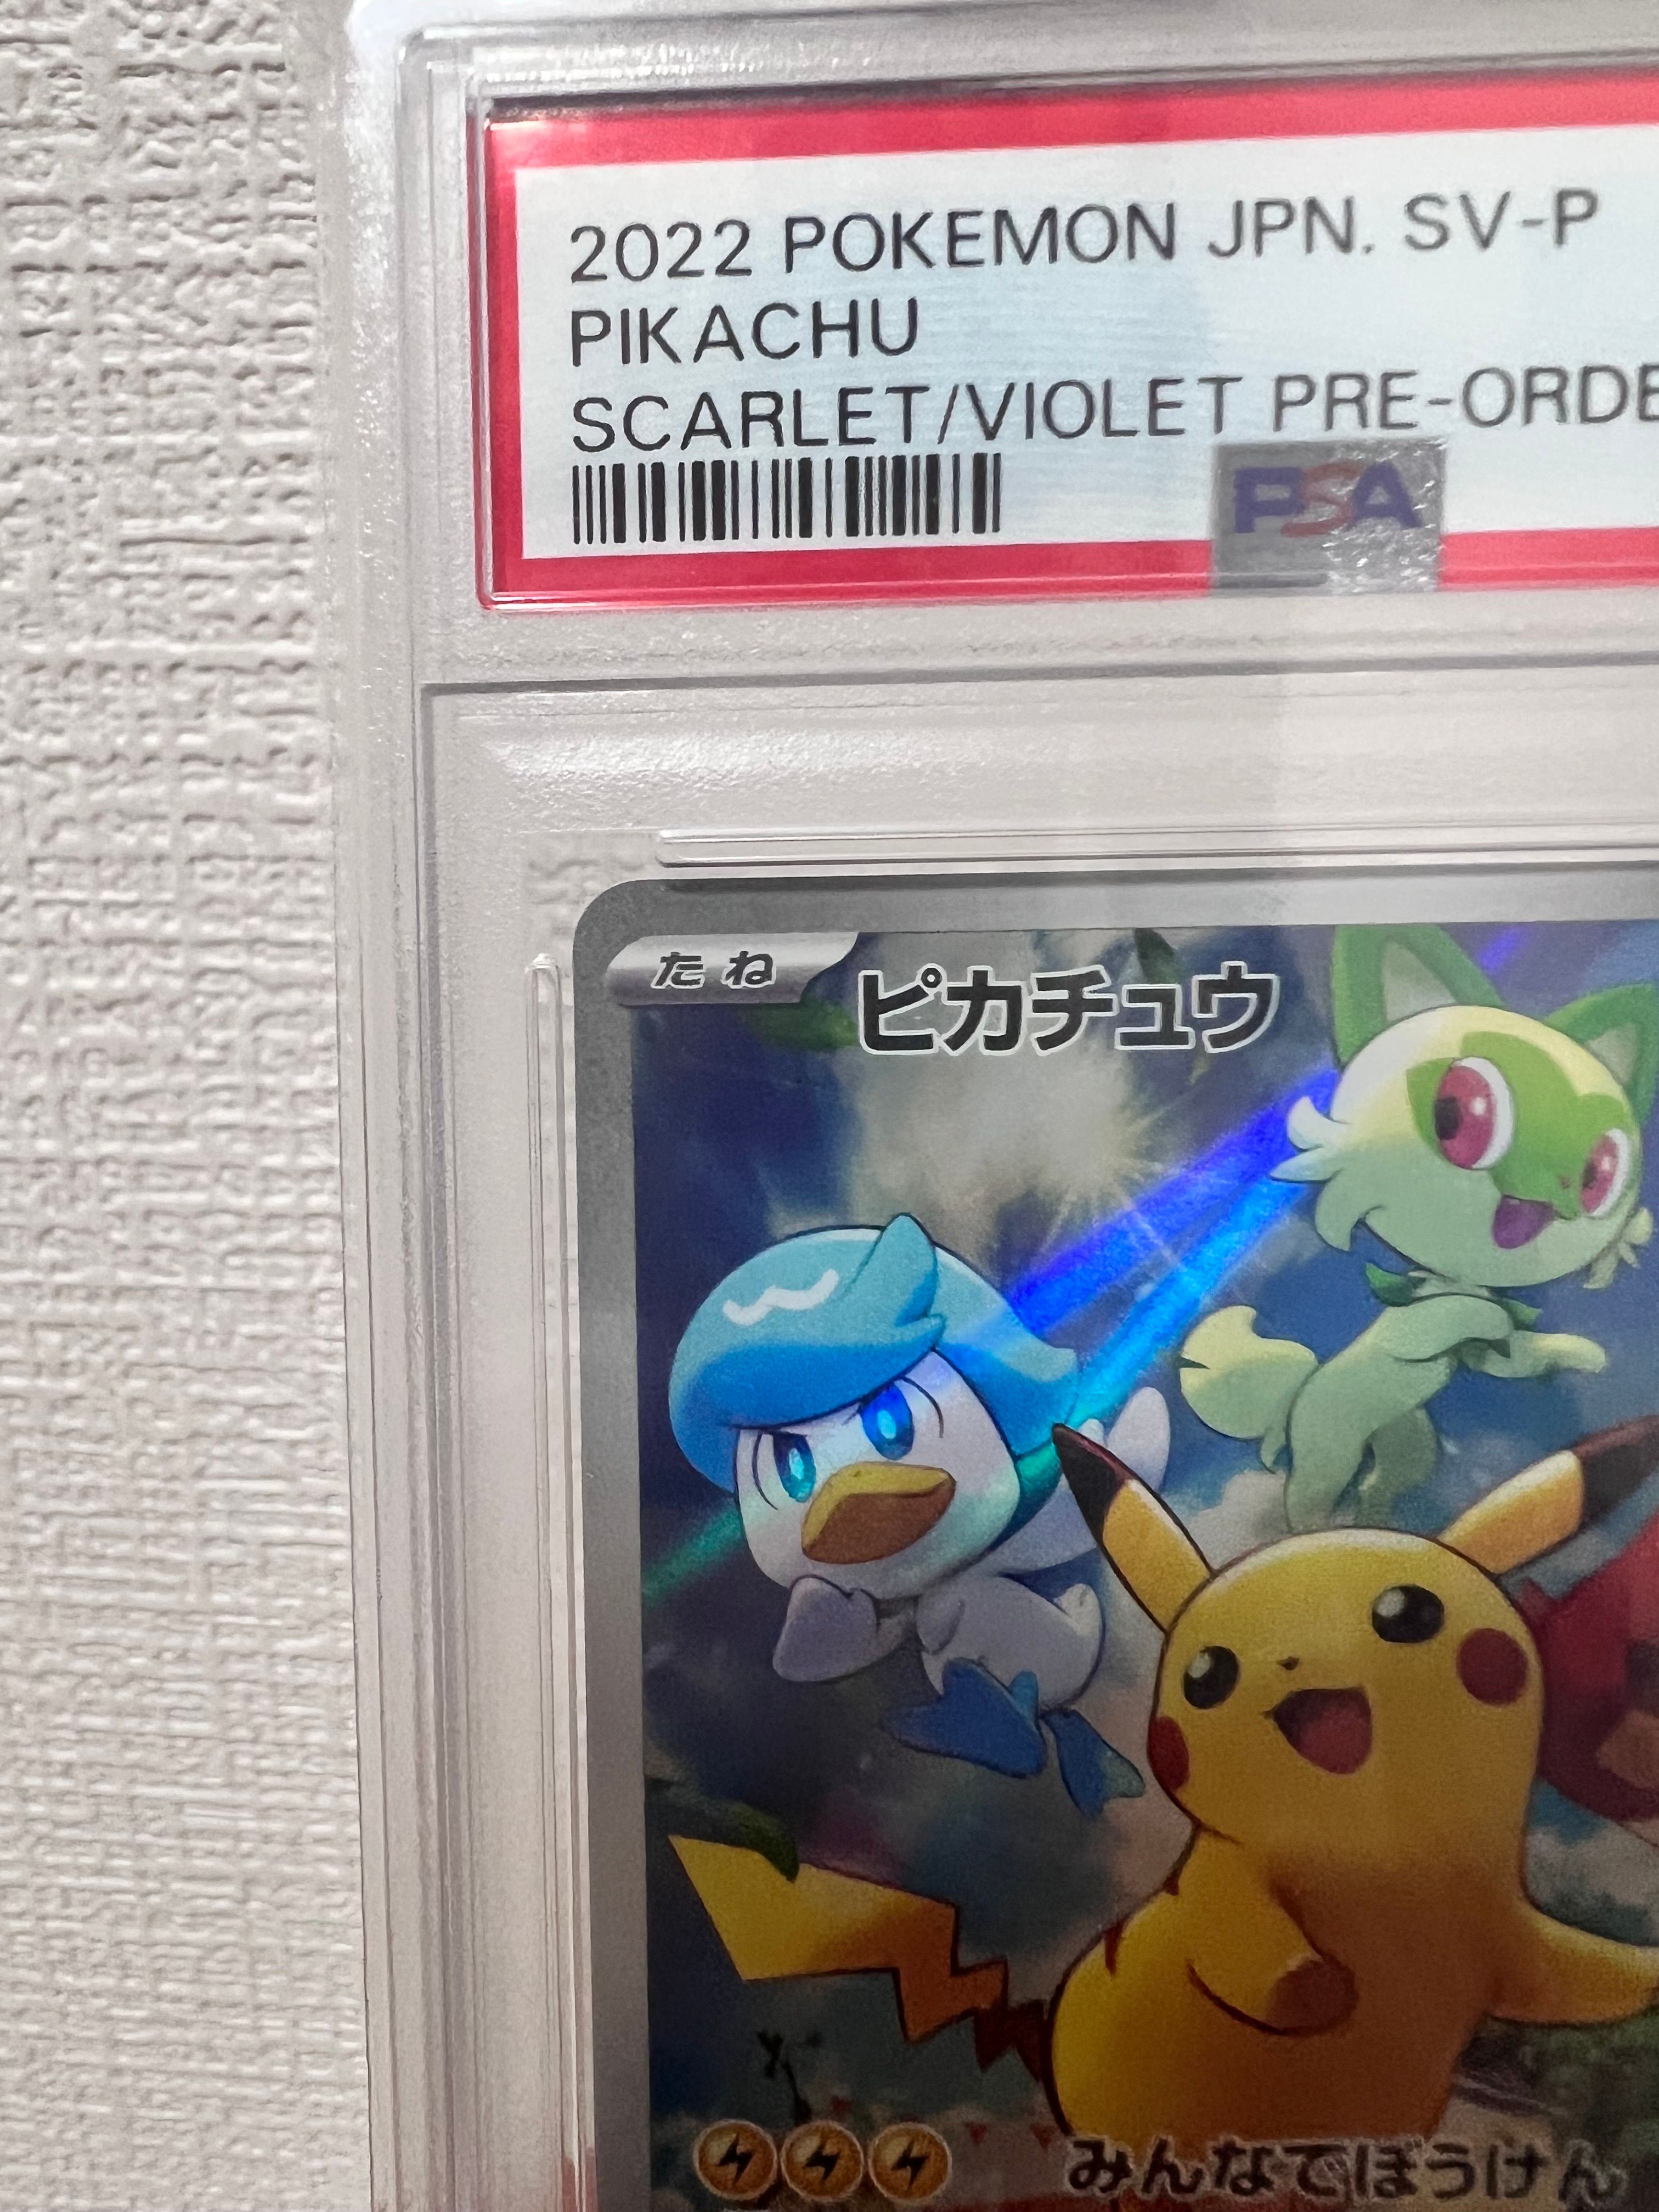 2022 POKEMON JPN. SV-P
PIKACHU
SCARLET/VIOLET PRE-ORDE
PSA
たね
ピカチュウ
みんなでぼうけん